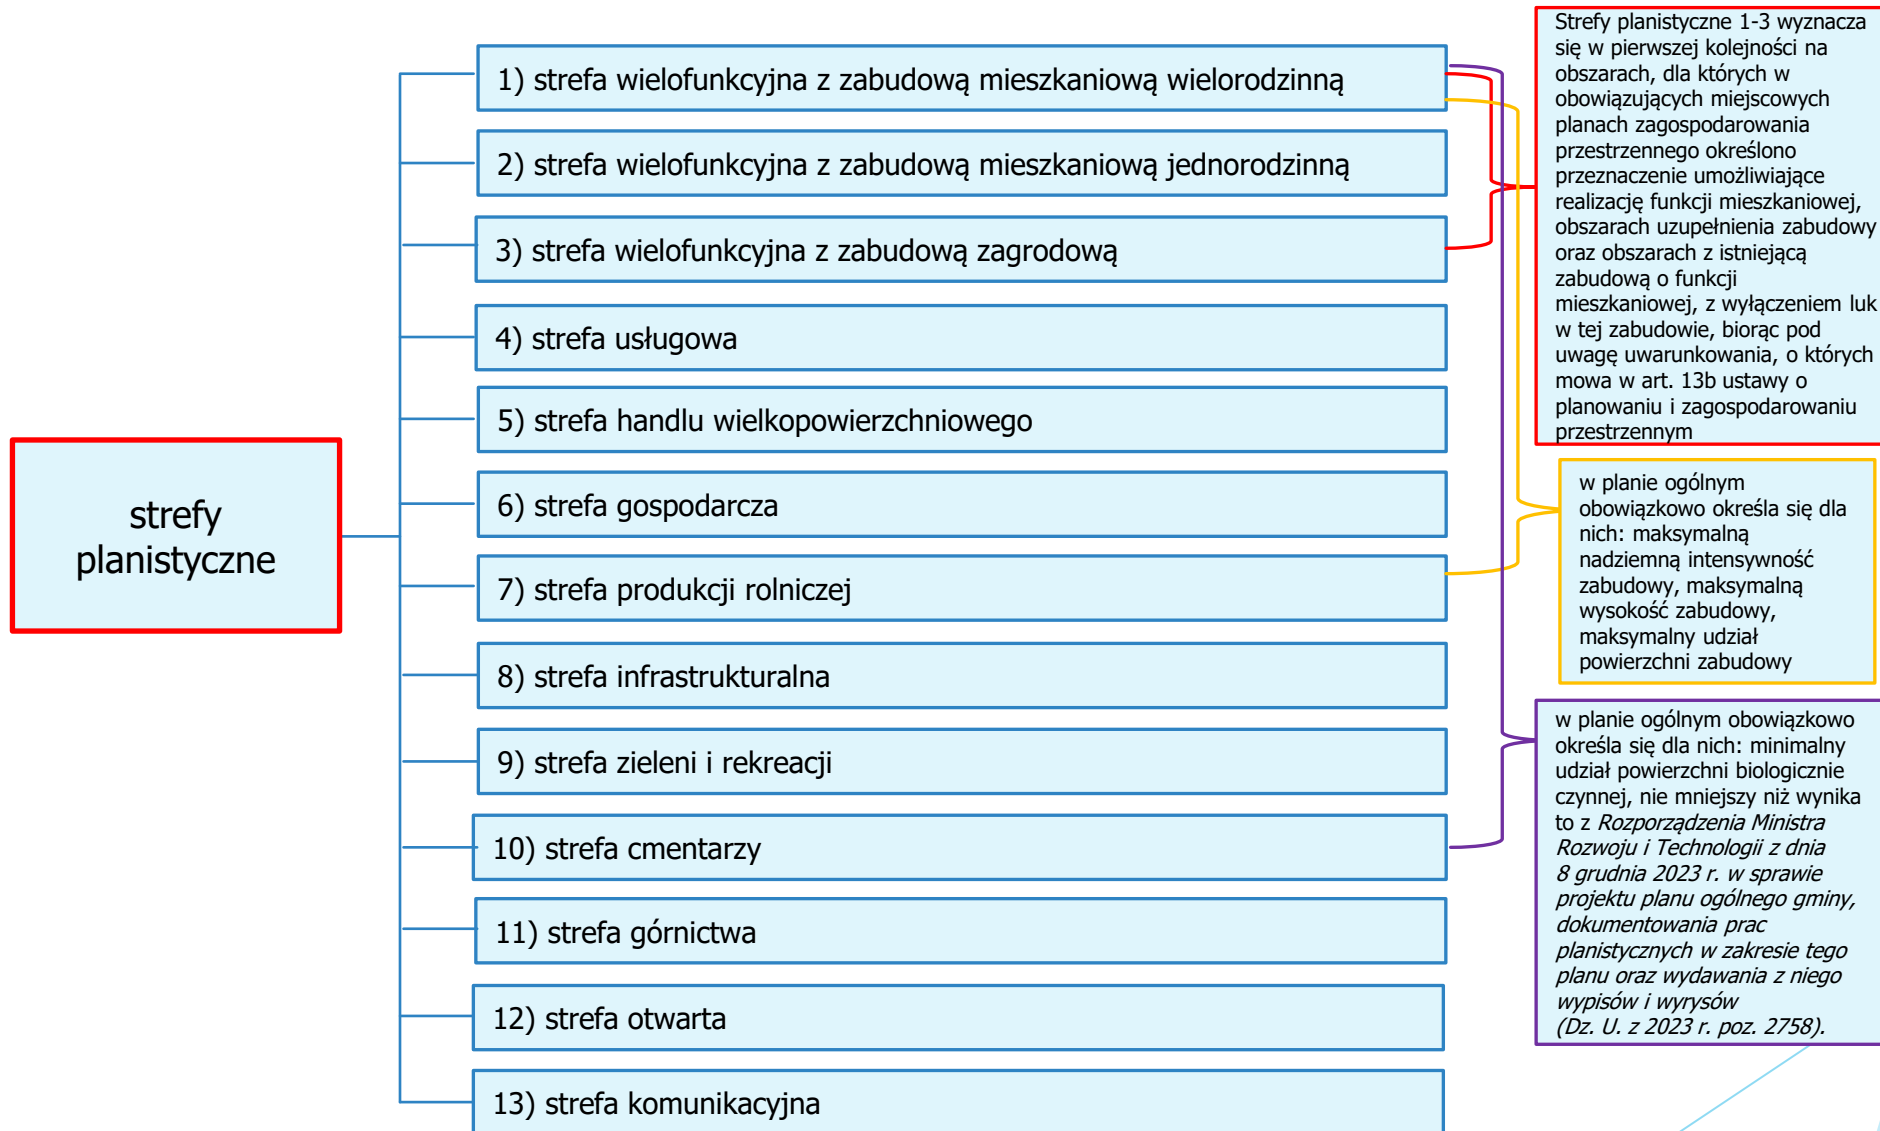 strefy
planistyczne
1) strefa wielofunkcyjna z zabudową mieszkaniową wielorodzinną
2) strefa wielofunkcyjna z zabudową mieszkaniową jednorodzinną
3) strefa wielofunkcyjna z zabudową zagrodową
4) strefa usługowa
5) strefa handlu wielkopowierzchniowego
6) strefa gospodarcza
7) strefa produkcji rolniczej
8) strefa infrastrukturalna
9) strefa zieleni i rekreacji
10) strefa cmentarzy
11) strefa górnictwa
12) strefa otwarta
13) strefa komunikacyjna
Strefy planistyczne 1-3 wyznacza
się w pierwszej kolejności na
obszarach, dla których w
obowiązujących miejscowych
planach zagospodarowania
przestrzennego określono
przeznaczenie umożliwiające
realizację funkcji mieszkaniowej,
obszarach uzupełnienia zabudowy
oraz obszarach z istniejącą
zabudową o funkcji
mieszkaniowej, z wyłączeniem luk
w tej zabudowie, biorąc pod
uwagę uwarunkowania, o których
mowa w art. 13b ustawy o
planowaniu i zagospodarowaniu
przestrzennym
w planie ogólnym
obowiązkowo określa się dla
nich: maksymalną
nadziemną intensywność
zabudowy, maksymalną
wysokość zabudowy,
maksymalny udział
powierzchni zabudowy
w planie ogólnym obowiązkowo
określa się dla nich: minimalny
udział powierzchni biologicznie
czynnej, nie mniejszy niż wynika
to z Rozporządzenia Ministra
Rozwoju i Technologii z dnia
8 grudnia 2023 r. w sprawie
projektu planu ogólnego gminy,
dokumentowania prac
planistycznych w zakresie tego
planu oraz wydawania z niego
wypisów i wyrysów
(Dz. U. z 2023 r. poz. 2758).